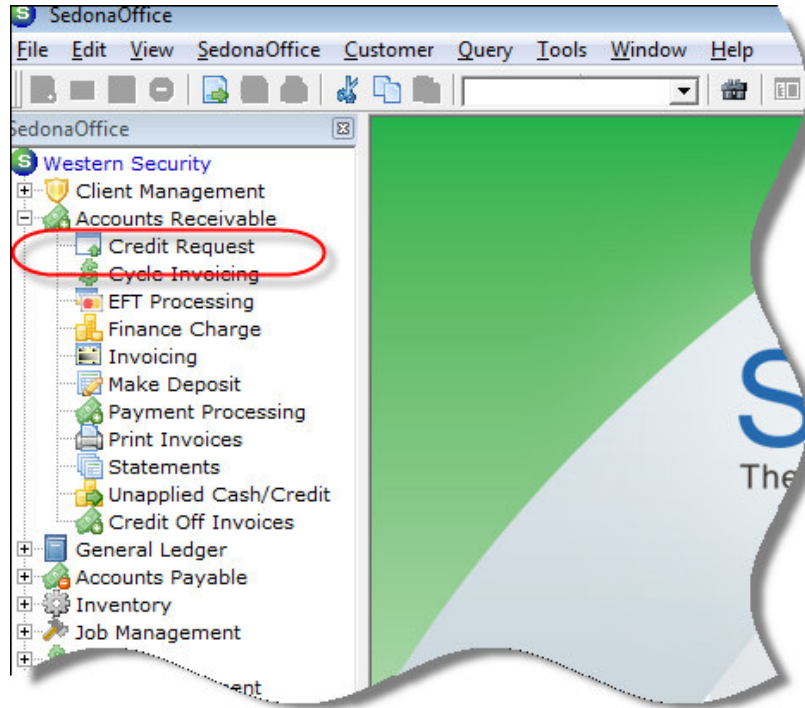 SedonaOffice
File Edit View SedonaOffice Customer Query Tools Window Help
SedonaOffice
Western Security
Client Management
Accounts Receivable
Credit Request
Cycle Invoicing
EFT Processing
Finance Charge
Invoicing
Make Deposit
Payment Processing
Print Invoices
Statements
Unapplied Cash/Credit
Credit Off Invoices
General Ledger
Accounts Payable
Inventory
Job Management
S
The